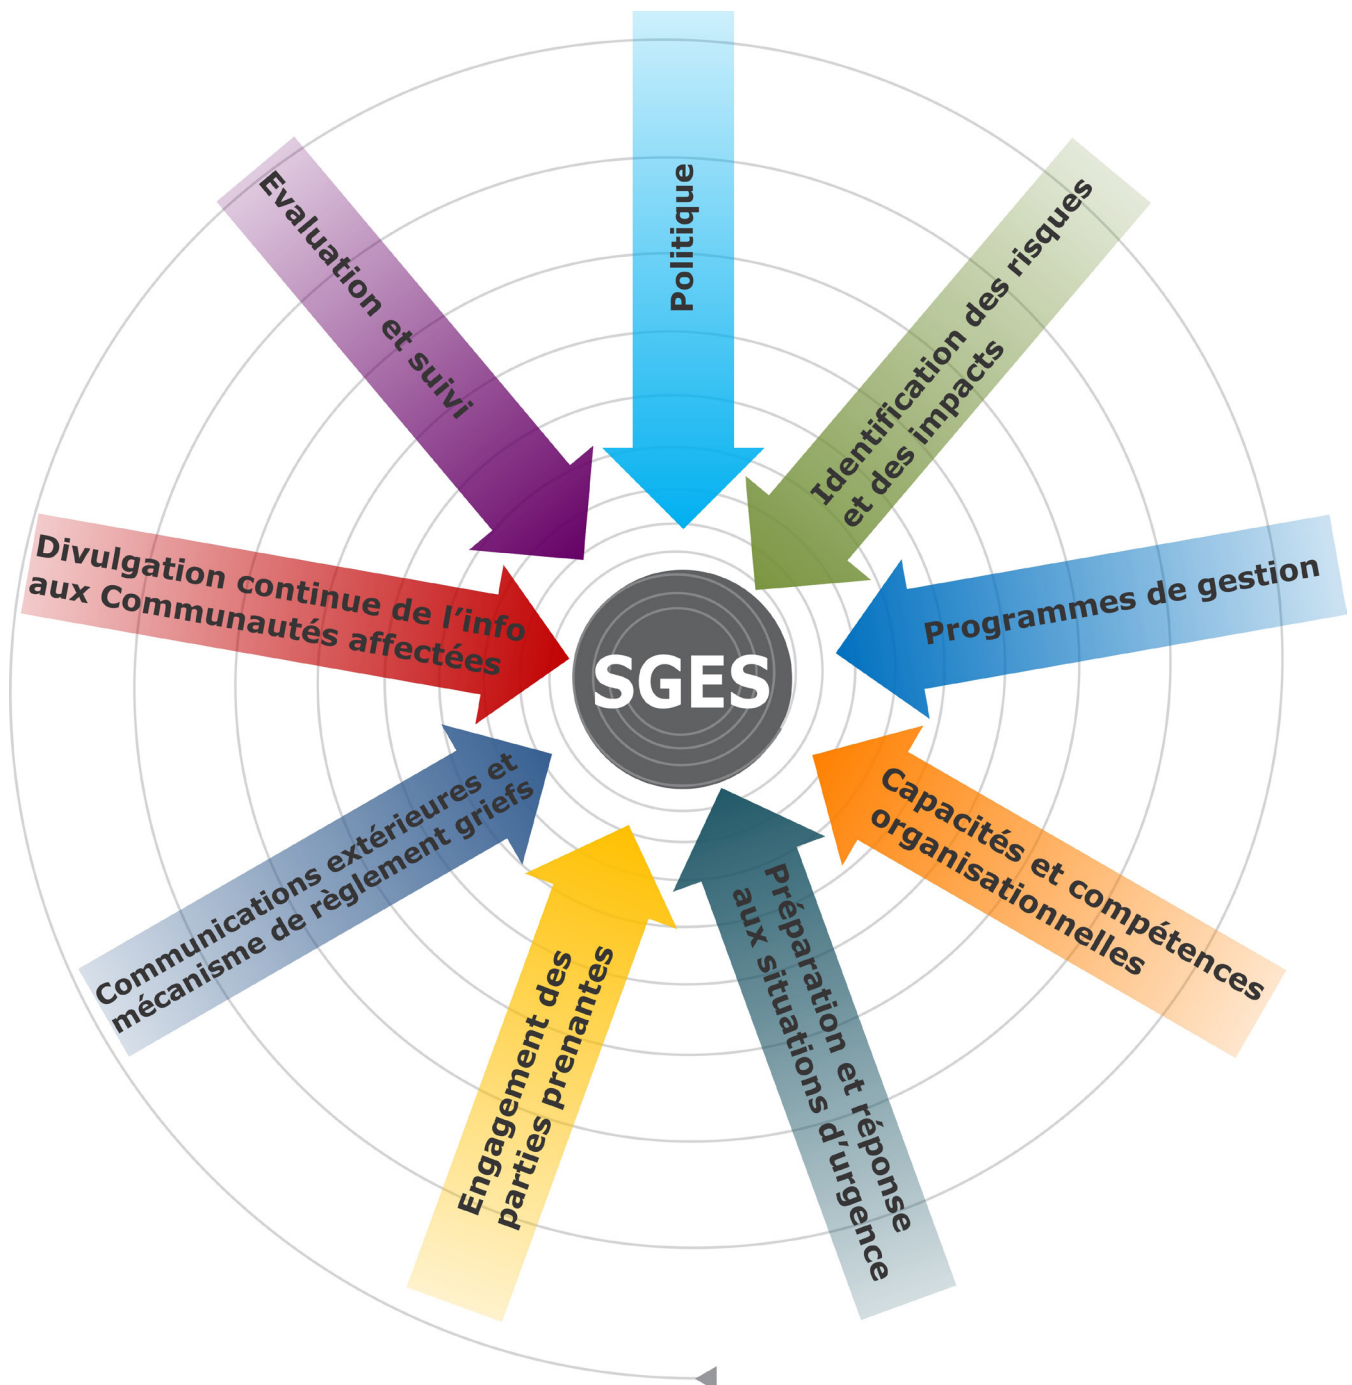 Politique
Identification des risques
et des impacts
Programmes de gestion
Capacités et compétences
organisationnelles
Préparation et réponse
aux situations d’urgence
Engagement des
parties prenantes
Communications extérieures et
mécanisme de règlement griefs
Divulgation continue de l’info
aux Communautés affectées
Evaluation et suivi
SGES